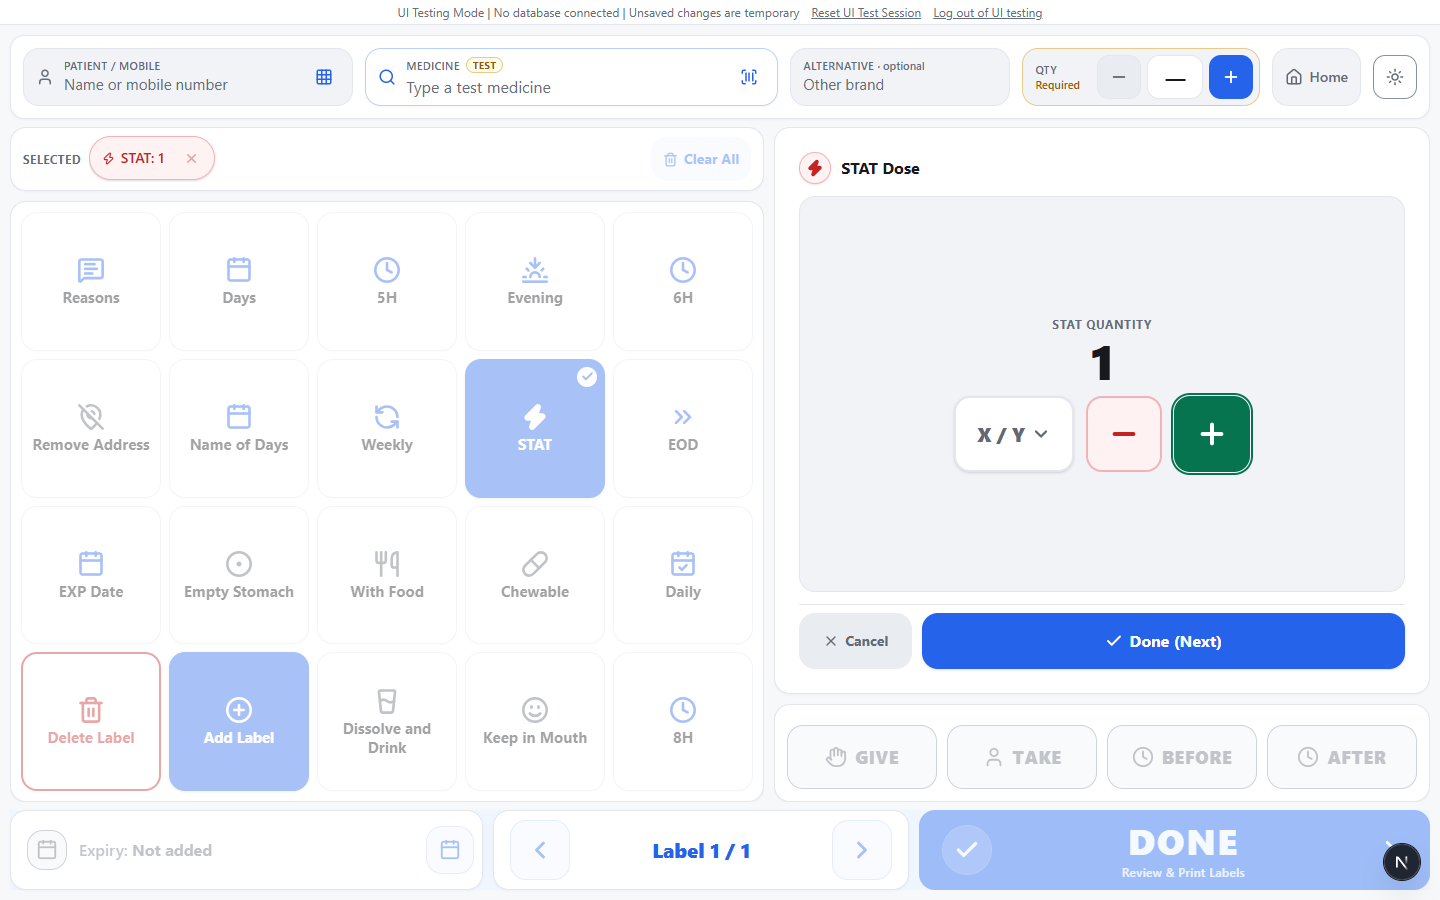 UI Testing Mode | No database connected | Unsaved changes are temporary Reset UI Test Session Log out of UI testing
PATIENT / MOBILE
Name or mobile number
MEDICINE TEST
Type a test medicine
ALTERNATIVE · optional
Other brand
QTY
Required
— 
Home
SELECTED
STAT: 1
Clear All
Reasons
Days
5H
Evening
6H
Remove Address
Name of Days
Weekly
STAT
EOD
EXP Date
Empty Stomach
With Food
Chewable
Daily
Delete Label
Add Label
Dissolve and
Drink
Keep in Mouth
8H
STAT Dose
STAT QUANTITY
1
X / Y
Cancel
Done (Next)
GIVE
TAKE
BEFORE
AFTER
Expiry: Not added
Label 1 / 1
DONE
Review & Print Labels
N